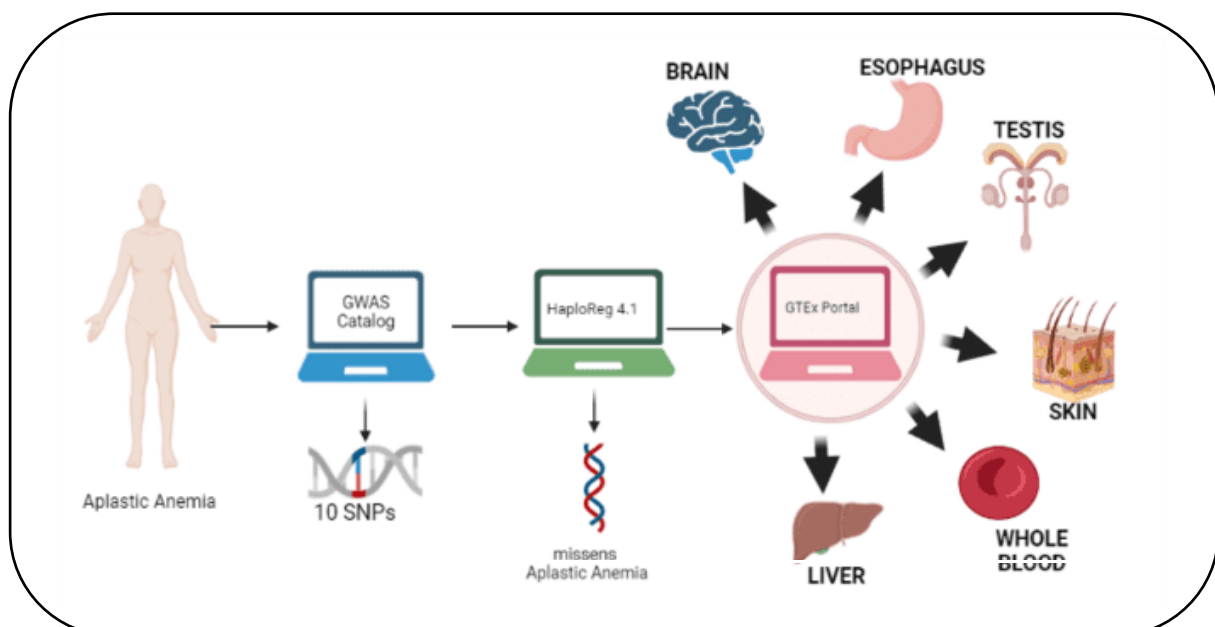 BRAIN
ESOPHAGUS
TESTIS
GWAS
Catalog
HaploReg 4.1
GTEx Portal
SKIN
Aplastic Anemia
10 SNPs
missens
Aplastic Anemia
LIVER
WHOLE
BLOOD